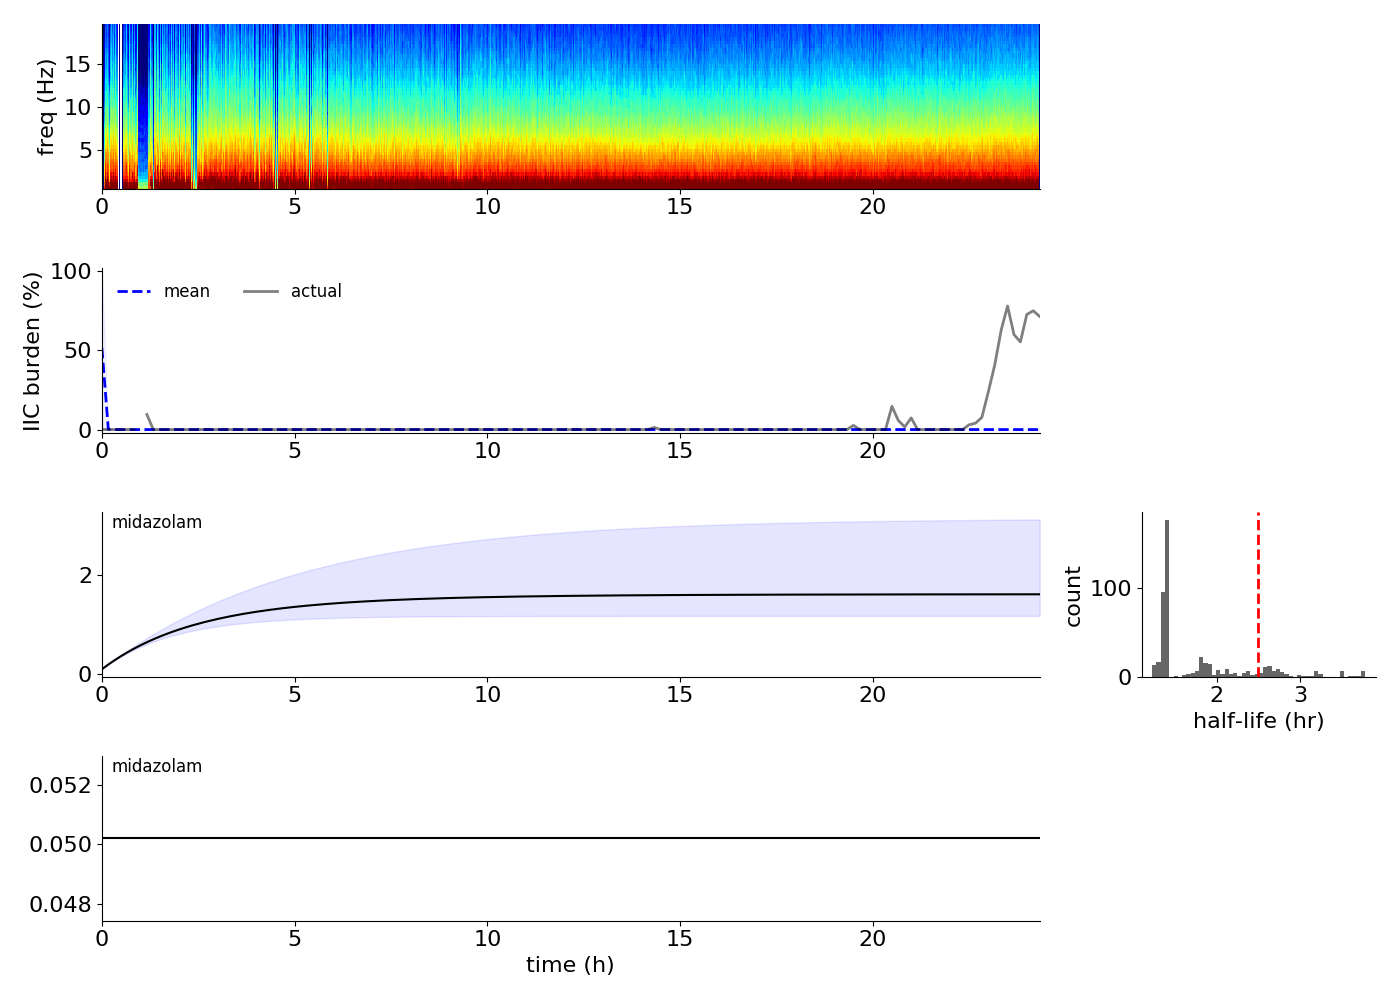 freq (Hz)
15
10
5
0 5 10 15 20
IIC burden (%)
100
50
0
mean actual
0 5 10 15 20
midazolam
2
0
0 5 10 15 20
count
100
0
2 3
half-life (hr)
midazolam
0.052
0.050
0.048
0 5 10 15 20
time (h)